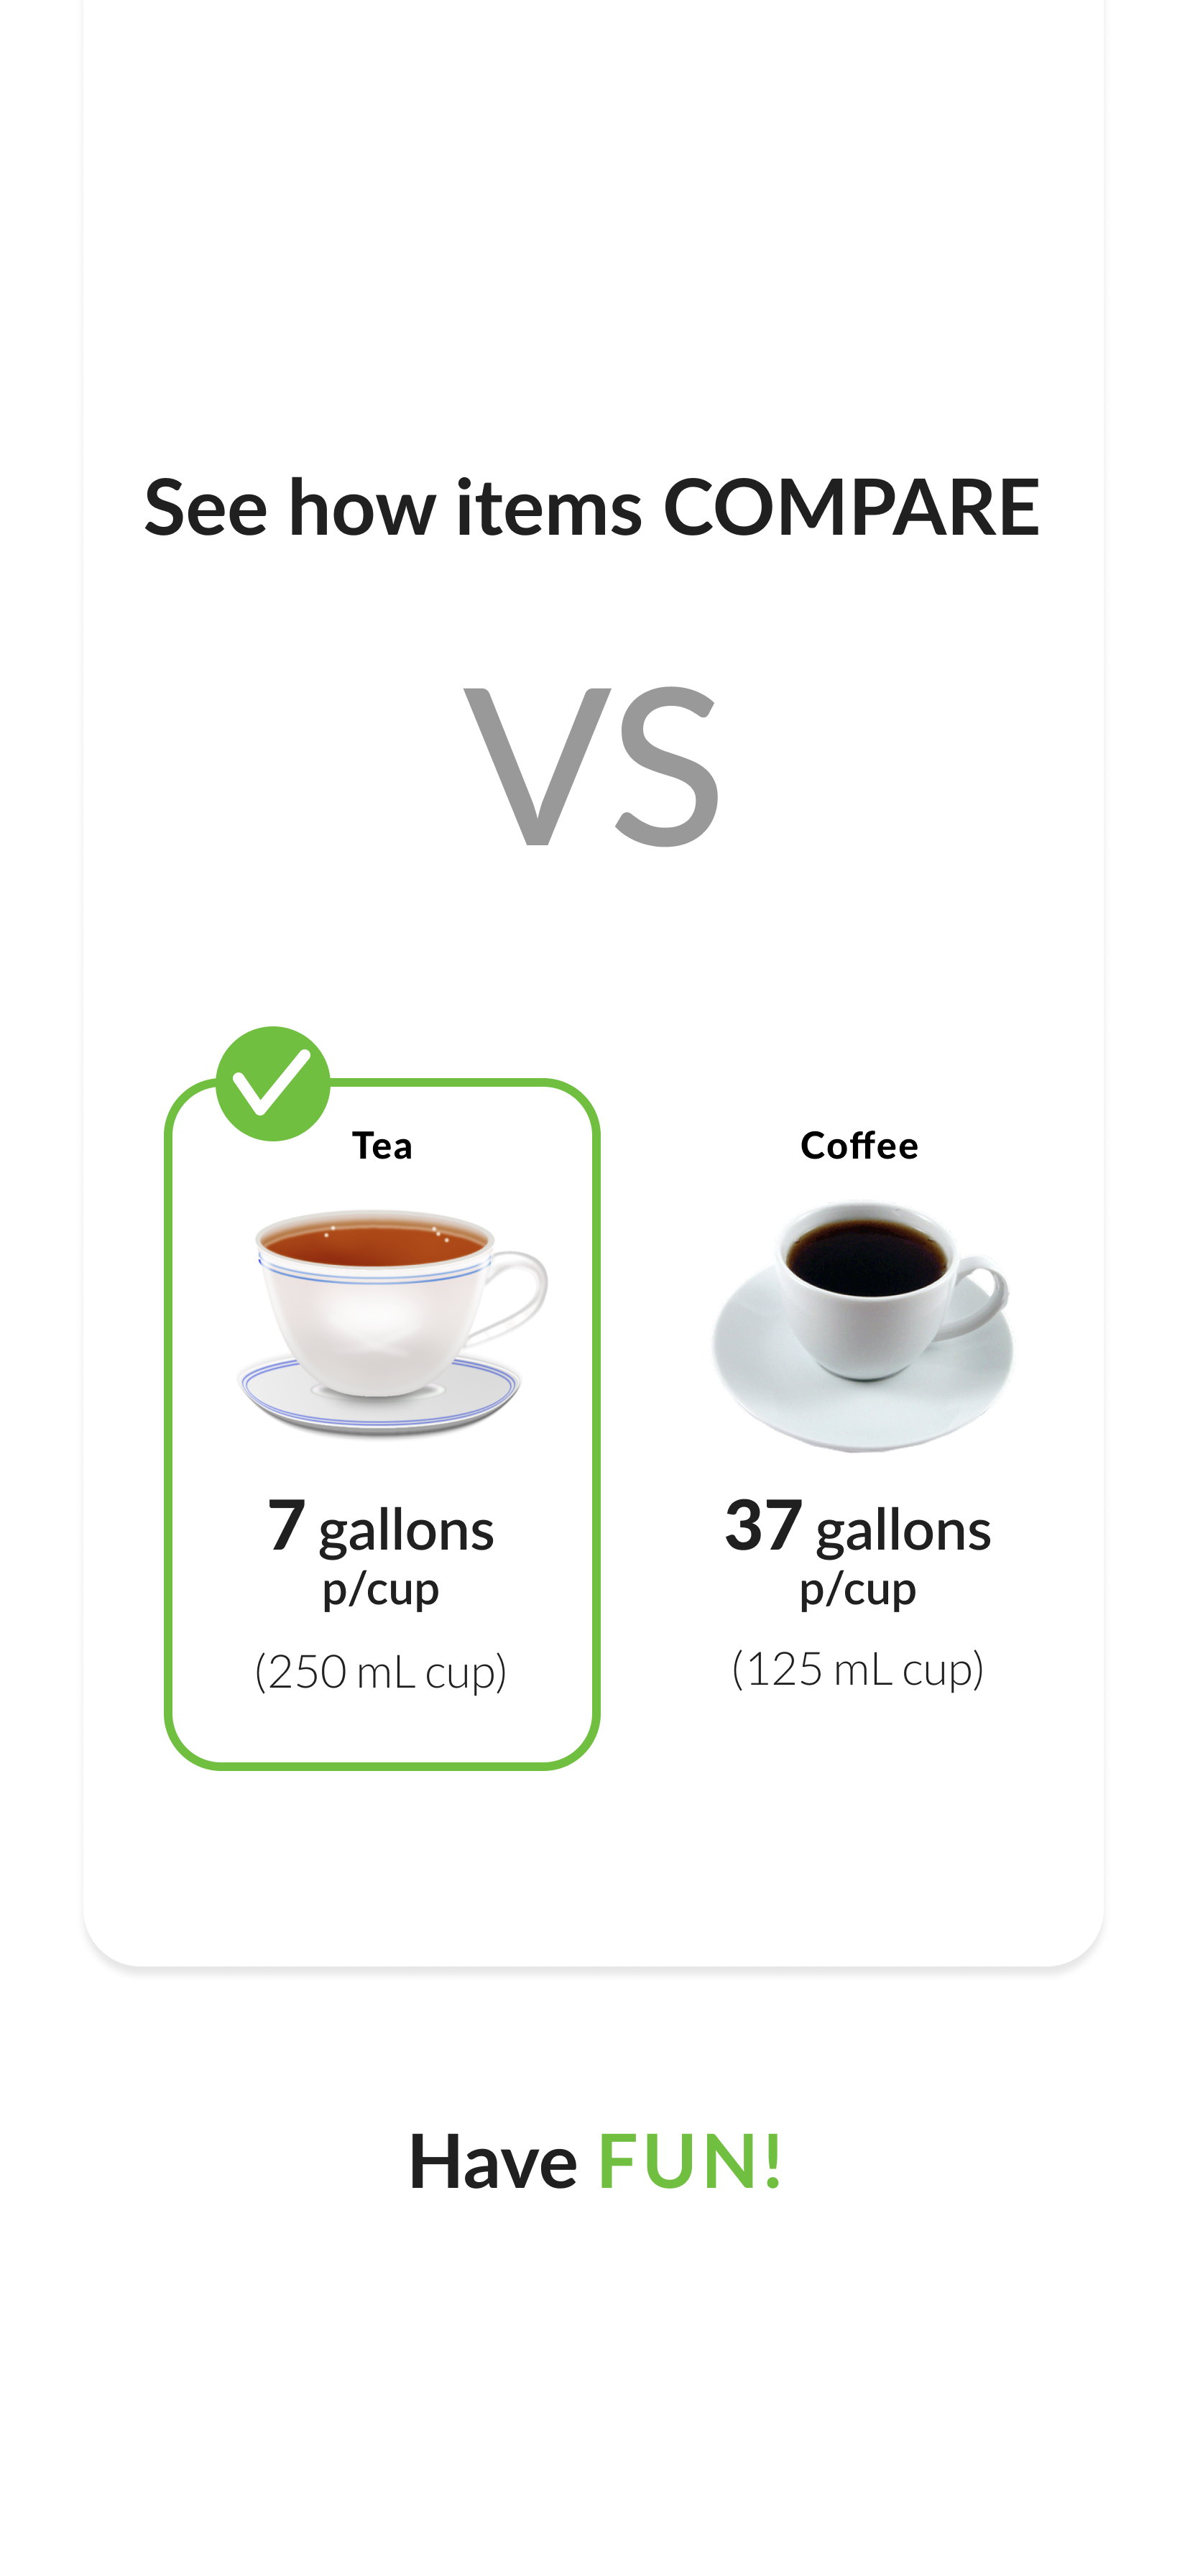 See how items COMPARE
VS
Tea
Coffee
7 gallons
p/cup
(250 mL cup)
37 gallons
p/cup
(125 mL cup)
Have FUN!